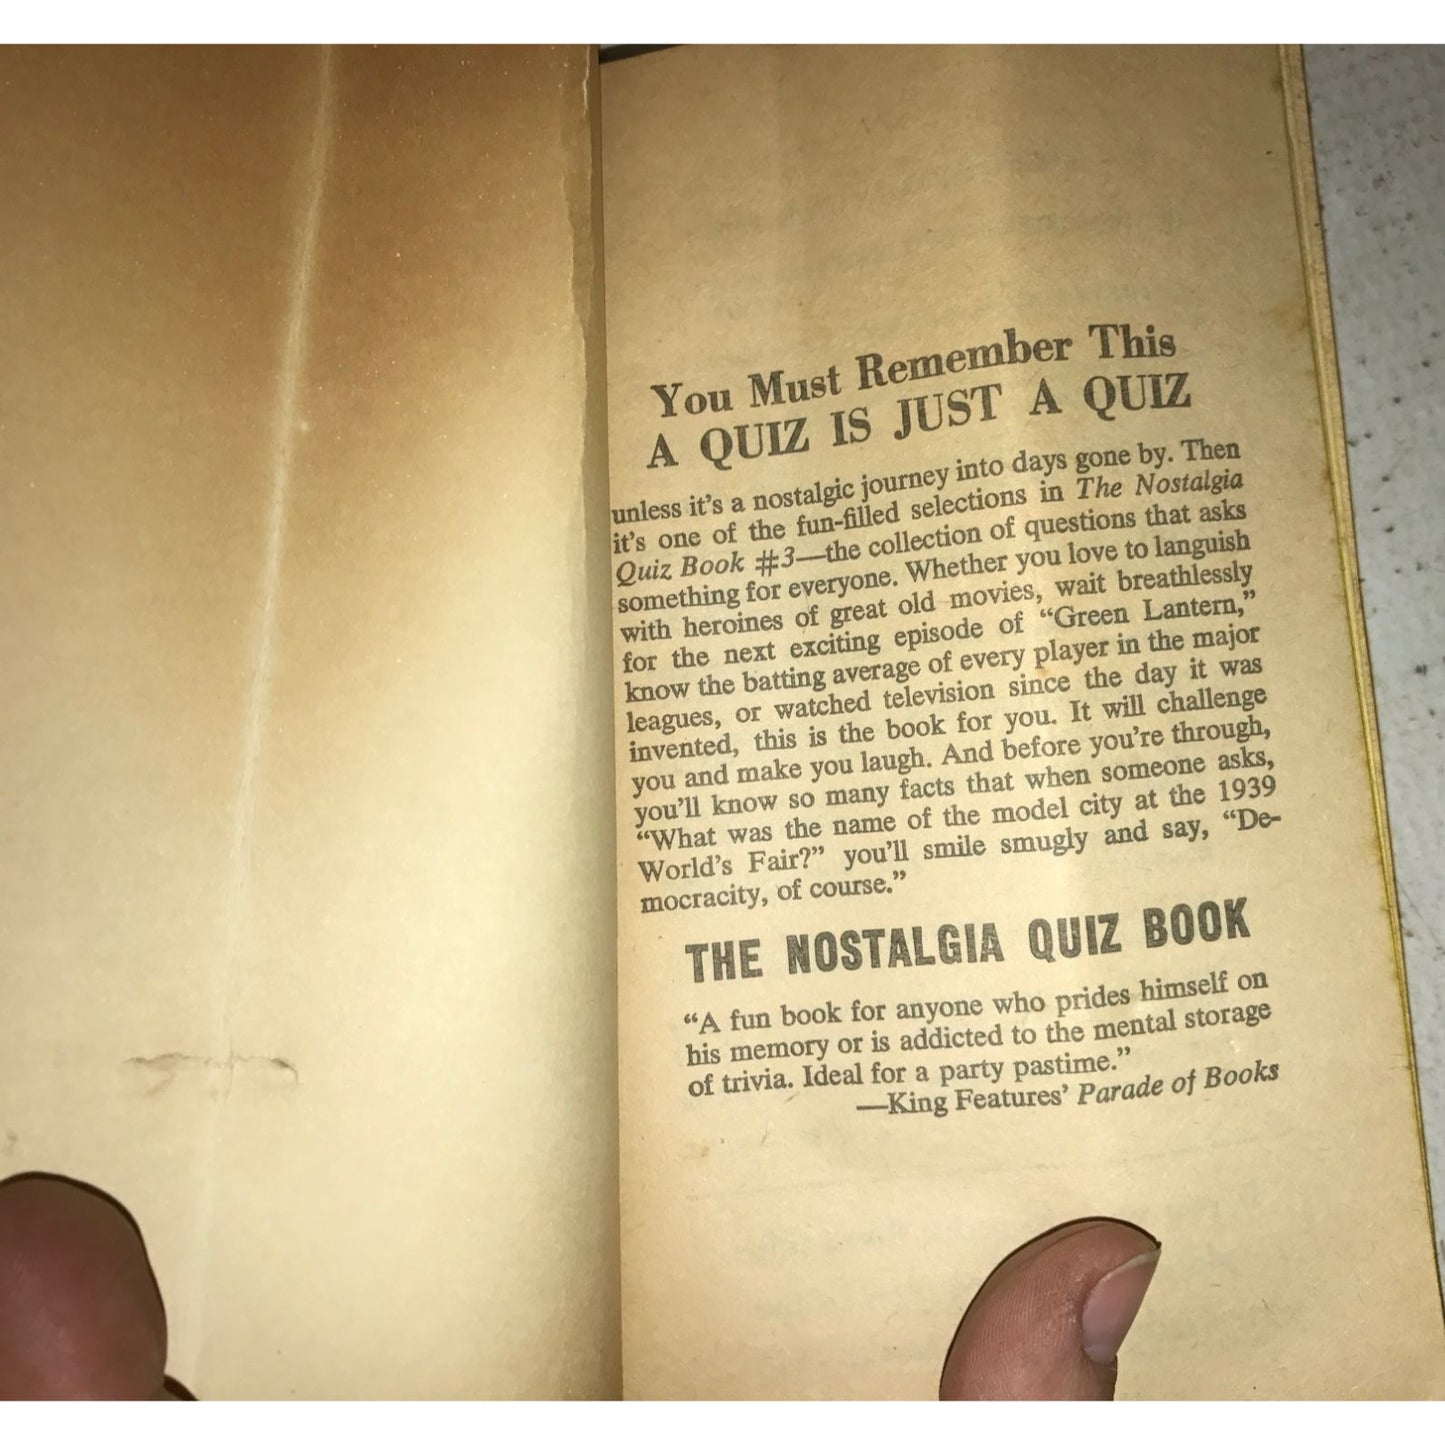 You Must Remember This
A QUIZ IS JUST A QUIZ
unless it's a nostalgic journey into days gone by. Then
it's one of the fun-filled selections in The Nostalgia
Quiz Book #3—the collection of questions that asks
something for everyone. Whether you love to languish
with heroines of great old movies, wait breathlessly
for the next exciting episode of “Green Lantern,”
know the batting average of every player in the major
leagues, or watched television since the day it was
invented, this is the book for you. It will challenge
you and make you laugh. And before you're through,
you'll know so many facts that when someone asks,
“What was the name of the model city at the 1939
World's Fair?” you'll smile smugly and say, “De-
mocracity, of course.”
THE NOSTALGIA QUIZ BOOK
“A fun book for anyone who prides himself on
his memory or is addicted to the mental storage
of trivia. Ideal for a party pastime.”
—King Features' Parade of Books